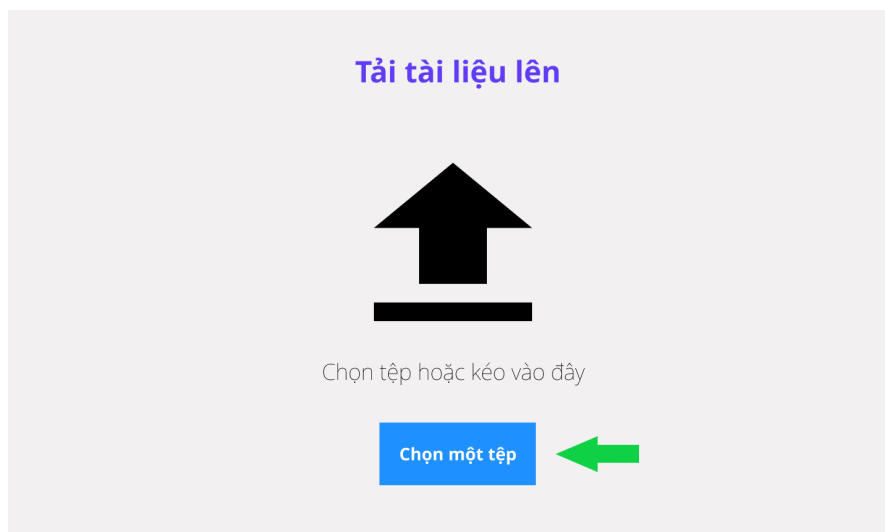 Tải tài liệu lên
Chọn tệp hoặc kéo vào đây
Chọn một tệp